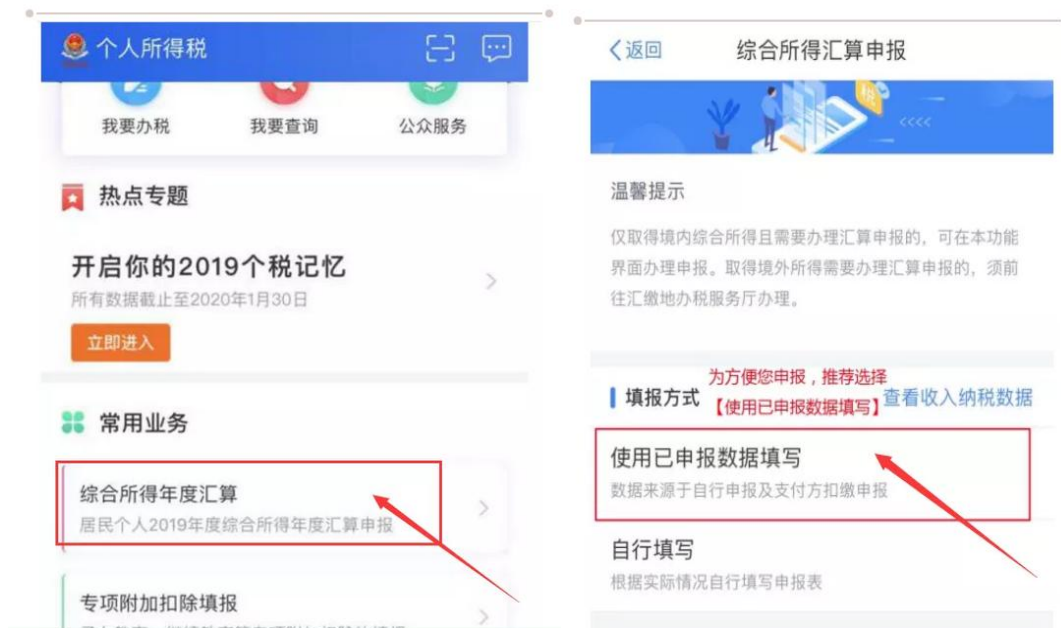 个人所得税
我要办税
我要查询
公众服务
热点专题
开启你的2019个税记忆
所有数据截止至2020年1月30日
立即进入
常用业务
综合所得年度汇算
居民个人2019年度综合所得年度汇算申报
专项附加扣除填报
返回
综合所得汇算申报
税
温馨提示
仅取得境内综合所得且需要办理汇算申报的，可在本功能
界面办理申报。取得境外所得需要办理汇算申报的，须前
往汇缴地办税服务厅办理。
填报方式
为方便您申报，推荐选择
【使用已申报数据填写】
查看收入纳税数据
使用已申报数据填写
数据来源于自行申报及支付方扣缴申报
自行填写
根据实际情况自行填写申报表